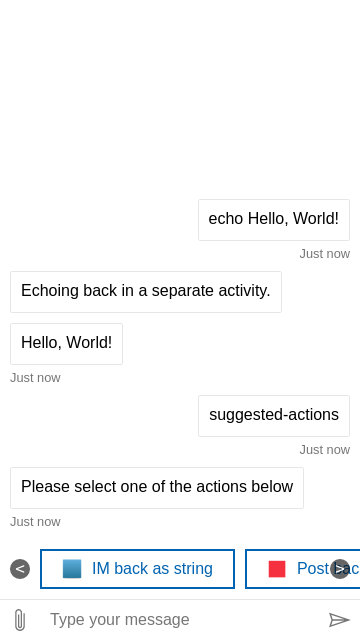 echo Hello, World!
Just now
Echoing back in a separate activity.
Hello, World!
Just now
suggested-actions
Just now
Please select one of the actions below
Just now
< IM back as string Post >
Type your message